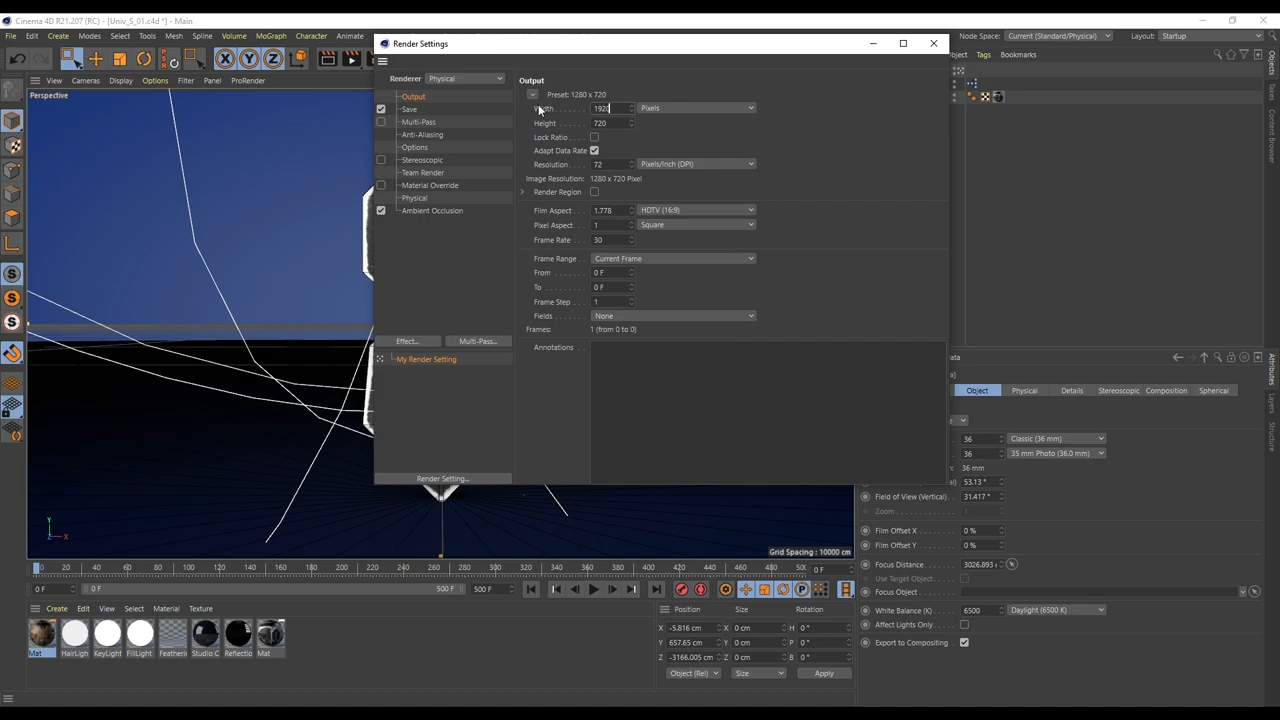 Cinema 4D R21.207 (RC) - [Univ_S_01.c4d *] - Main
File Edit Create Modes Select Tools Mesh Spline Volume MoGraph Character Animate
Node Space: Current (Standard/Physical) Layout: Startup
Render Settings
View Cameras Display Options Filter Panel ProRender
Perspective
Renderer Physical
Output
Save
Multi-Pass
Anti-Aliasing
Options
Stereoscopic
Team Render
Material Override
Physical
Ambient Occlusion
Effect... Multi-Pass...
My Render Setting
Render Setting...
Output
Preset: 1280 x 720
Width 1920 Pixels
Height 720
Lock Ratio
Adapt Data Rate
Resolution 72 Pixels/Inch (DPI)
Image Resolution: 1280 x 720 Pixel
Render Region
Film Aspect 1.778 HDTV (16:9)
Pixel Aspect 1 Square
Frame Rate 30
Frame Range Current Frame
From 0 F
To 0 F
Frame Step 1
Fields None
Frames: 1 (from 0 to 0)
Annotations
bject Tags Bookmarks
Objects
Takes
Content Browser
Attributes
Layers
Structure
ata
a]
Object Physical Details Stereoscopic Composition Spherical
36 Classic (36 mm)
36 35 mm Photo (36.0 mm)
36 mm
53.13 °
Field of View (Vertical) 31.417 °
Zoom 1
Film Offset X 0 %
Film Offset Y 0 %
Focus Distance 3026.893
Use Target Object
Focus Object
White Balance (K) 6500 Daylight (6500 K)
Affect Lights Only
Export to Compositing
Y
X
Grid Spacing : 10000 cm
0 20 40 60 80 100 120 140 160 180 200 220 240 260 280 300 320 340 360 380 400 420 440 460 480 500 0 F
0 F 0 F 500 F 500 F
Create Edit View Select Material Texture
Mat HairLigh KeyLight FillLight Featheri Studio C Reflectio Mat
Position Size Rotation
X -5.816 cm X 0 cm H 0 °
Y 657.65 cm Y 0 cm P 0 °
Z -3166.005 cm Z 0 cm B 0 °
Object (Rel) Size Apply